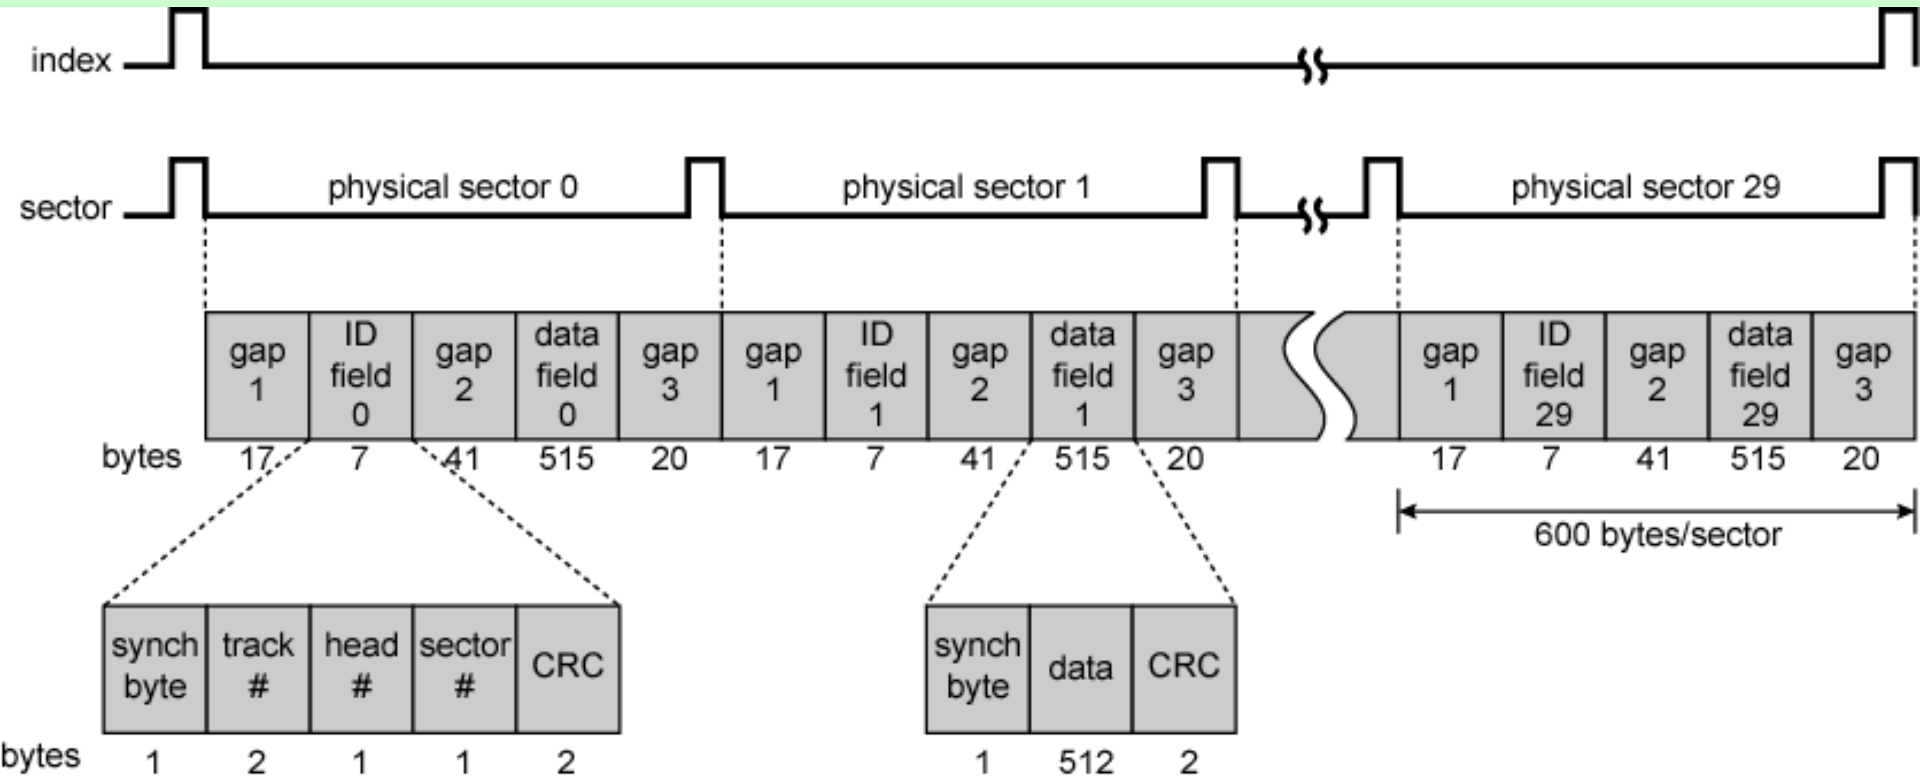 index
sector
physical sector 0
physical sector 1
physical sector 29
gap
1
ID
field
0
gap
2
data
field
0
gap
3
gap
1
ID
field
1
gap
2
data
field
1
gap
3
gap
1
ID
field
29
gap
2
data
field
29
gap
3
bytes 17 7 41 515 20 17 7 41 515 20 17 7 41 515 20
600 bytes/sector
synch
byte
track
#
head
#
sector
#
CRC
synch
byte
data
CRC
bytes 1 2 1 1 2 1 512 2